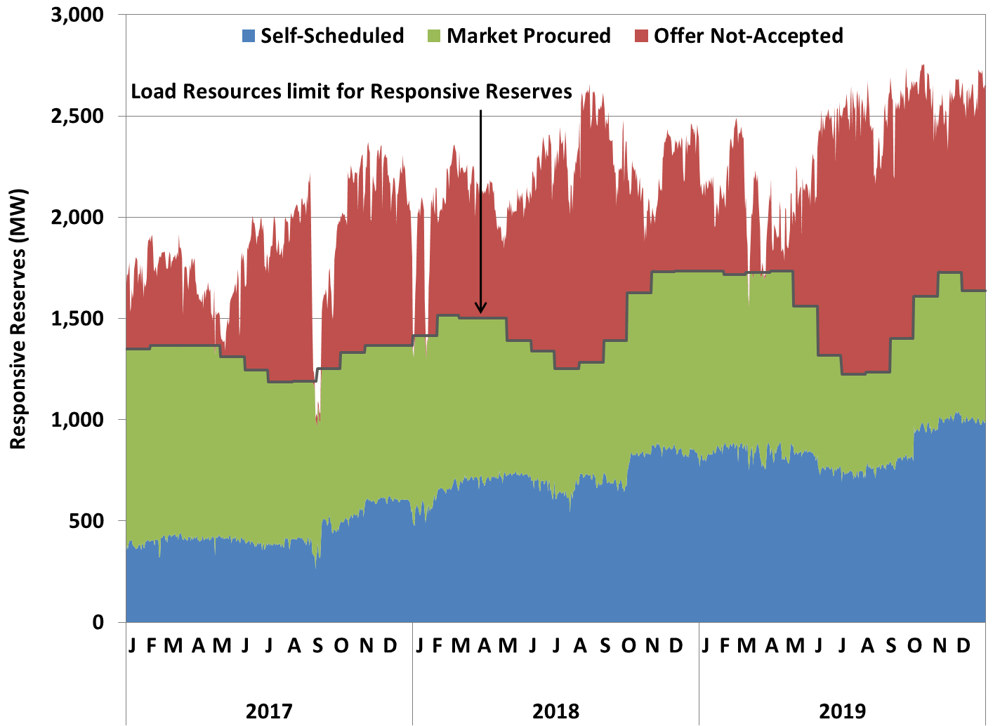 3,000
Self-Scheduled Market Procured Offer Not-Accepted
Load Resources limit for Responsive Reserves
2,500
2,000
1,500
1,000
500
0
Responsive Reserves (MW)
J F M A M J J A S O N D J F M A M J J A S O N D J F M A M J J A S O N D
2017 2018 2019